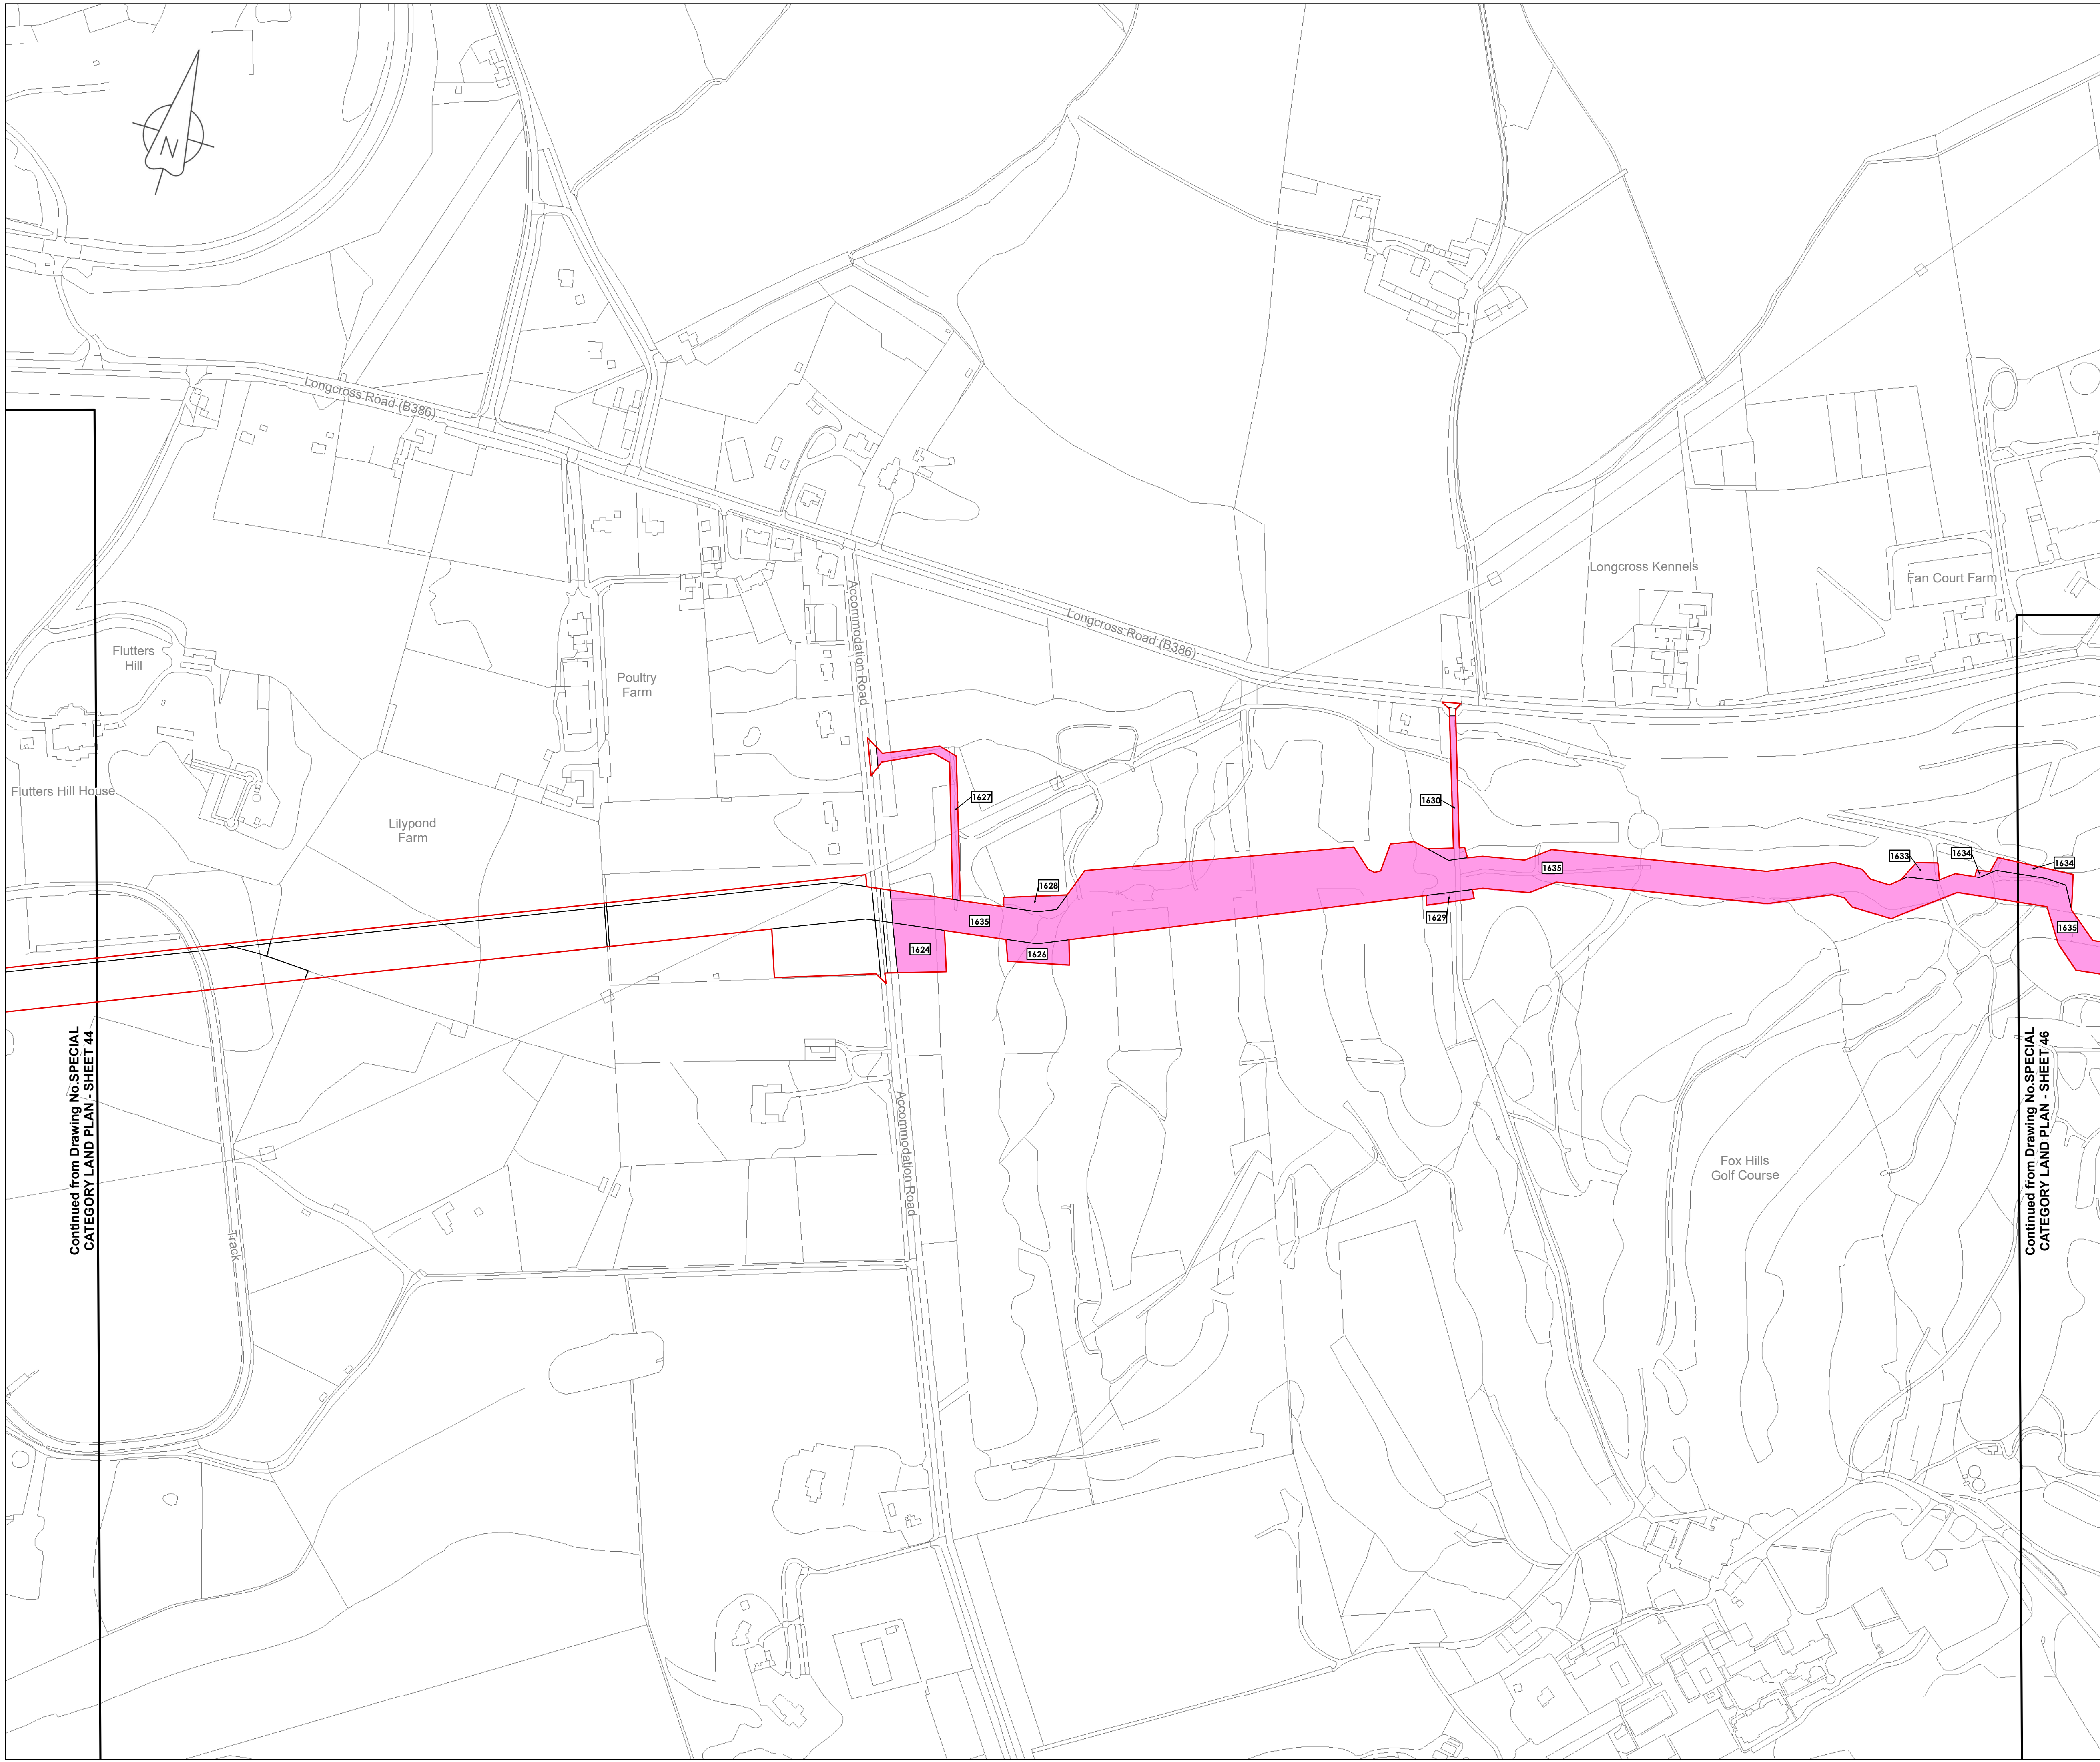 N
Longcross Road (B386)
Longcross Kennels
Fan Court Farm
Accommodation Road
Longcross Road (B386)
Flutters
Hill
Poultry
Farm
Flutters Hill House
Lilypond
Farm
1627
1630
1628
1635
1633
1634
1634
1635
1629
1624
1626
1635
Continued from Drawing No.SPECIAL
CATEGORY LAND PLAN - SHEET 44
Continued from Drawing No.SPECIAL
CATEGORY LAND PLAN - SHEET 46
Accommodation Road
Fox Hills
Golf Course
Track